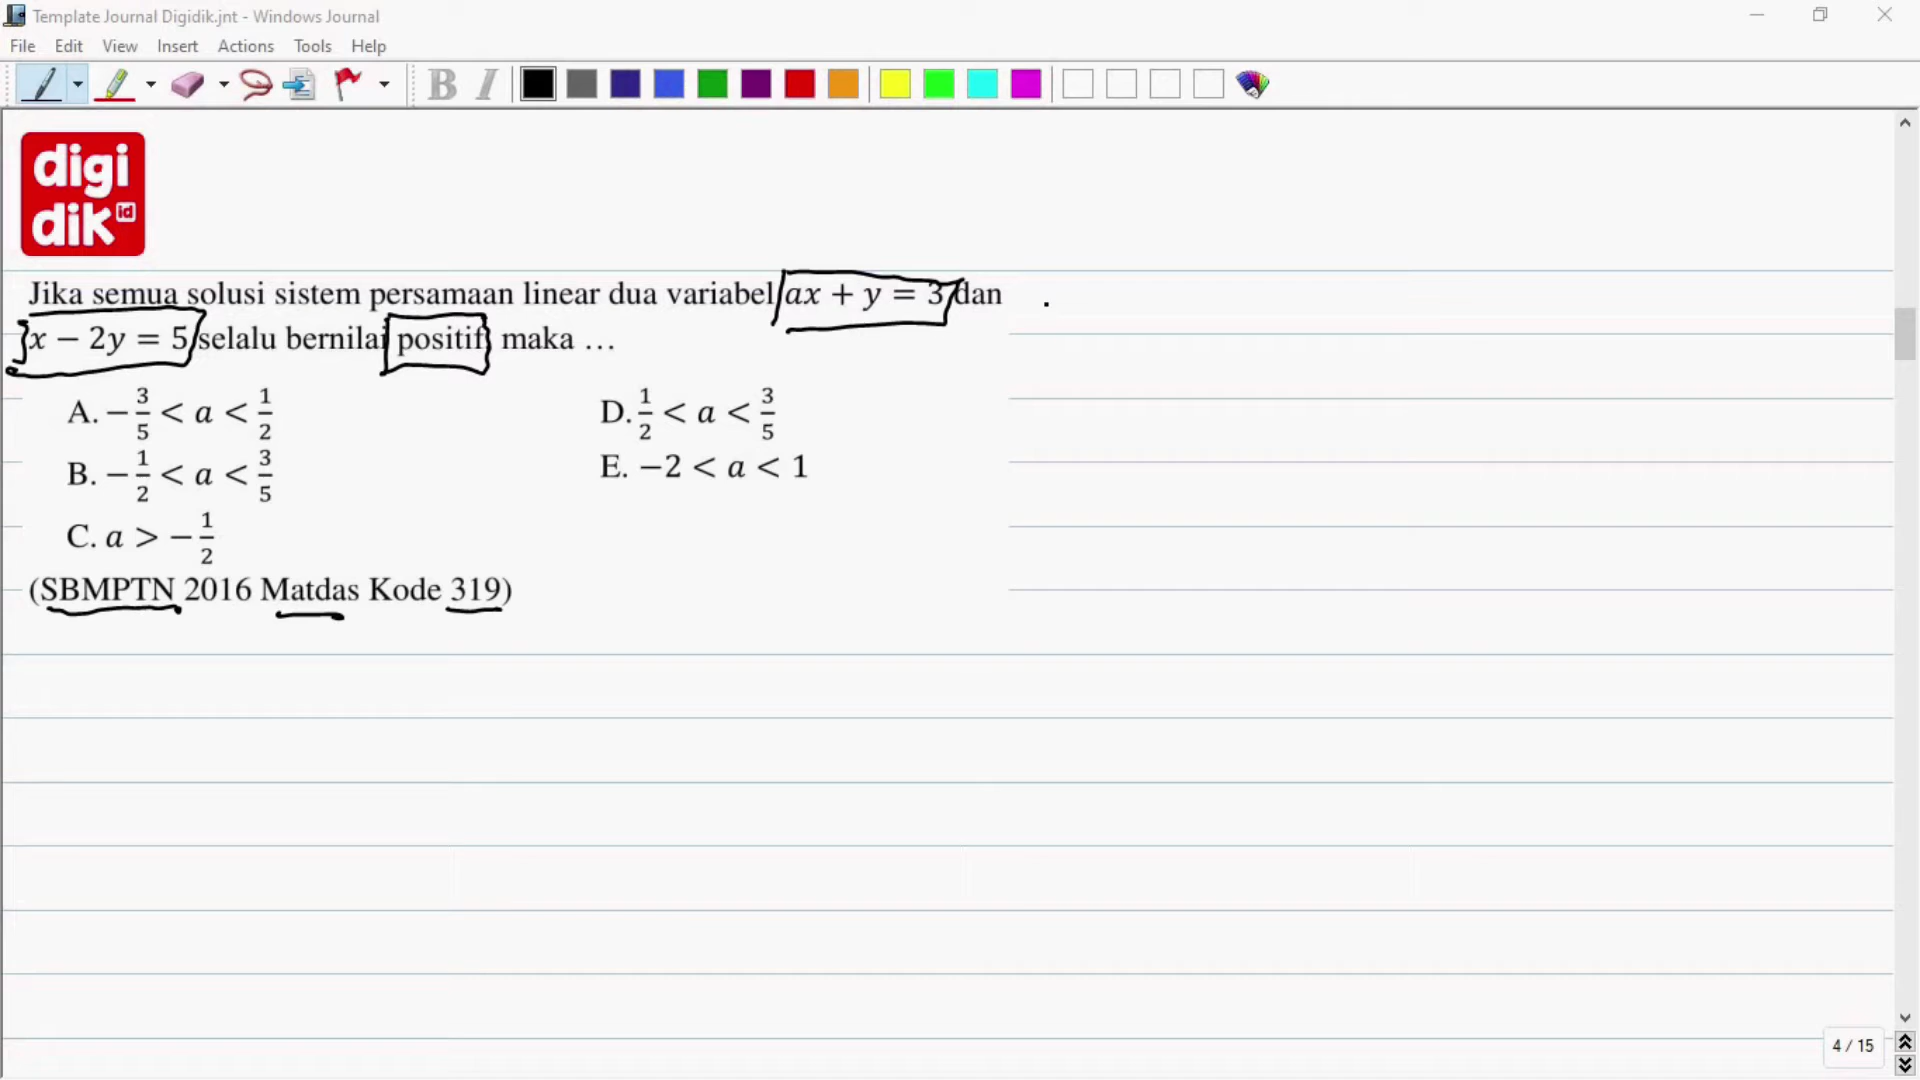 Template Journal Digidik.jnt - Windows Journal
File Edit View Insert Actions Tools Help
B I
digi
dik id
Jika semua solusi sistem persamaan linear dua variabel ax + y = 3 dan
x − 2y = 5 selalu bernilai positif, maka …
A. −3/5 < a < 1/2
D. 1/2 < a < 3/5
B. −1/2 < a < 3/5
E. −2 < a < 1
C. a > −1/2
(SBMPTN 2016 Matdas Kode 319)
4 / 15